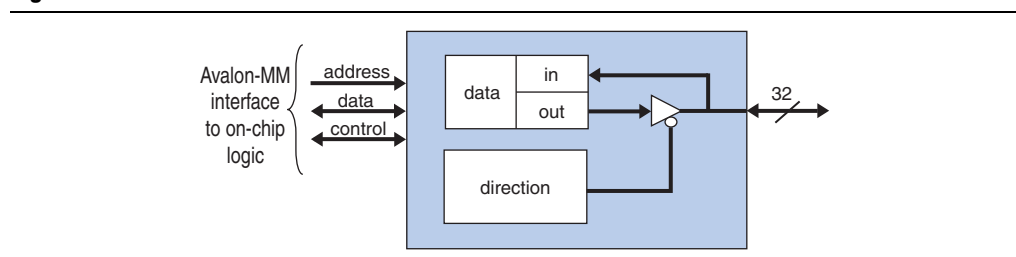 Avalon-MM
interface
to on-chip
logic
address
data
control
data
in
out
direction
32